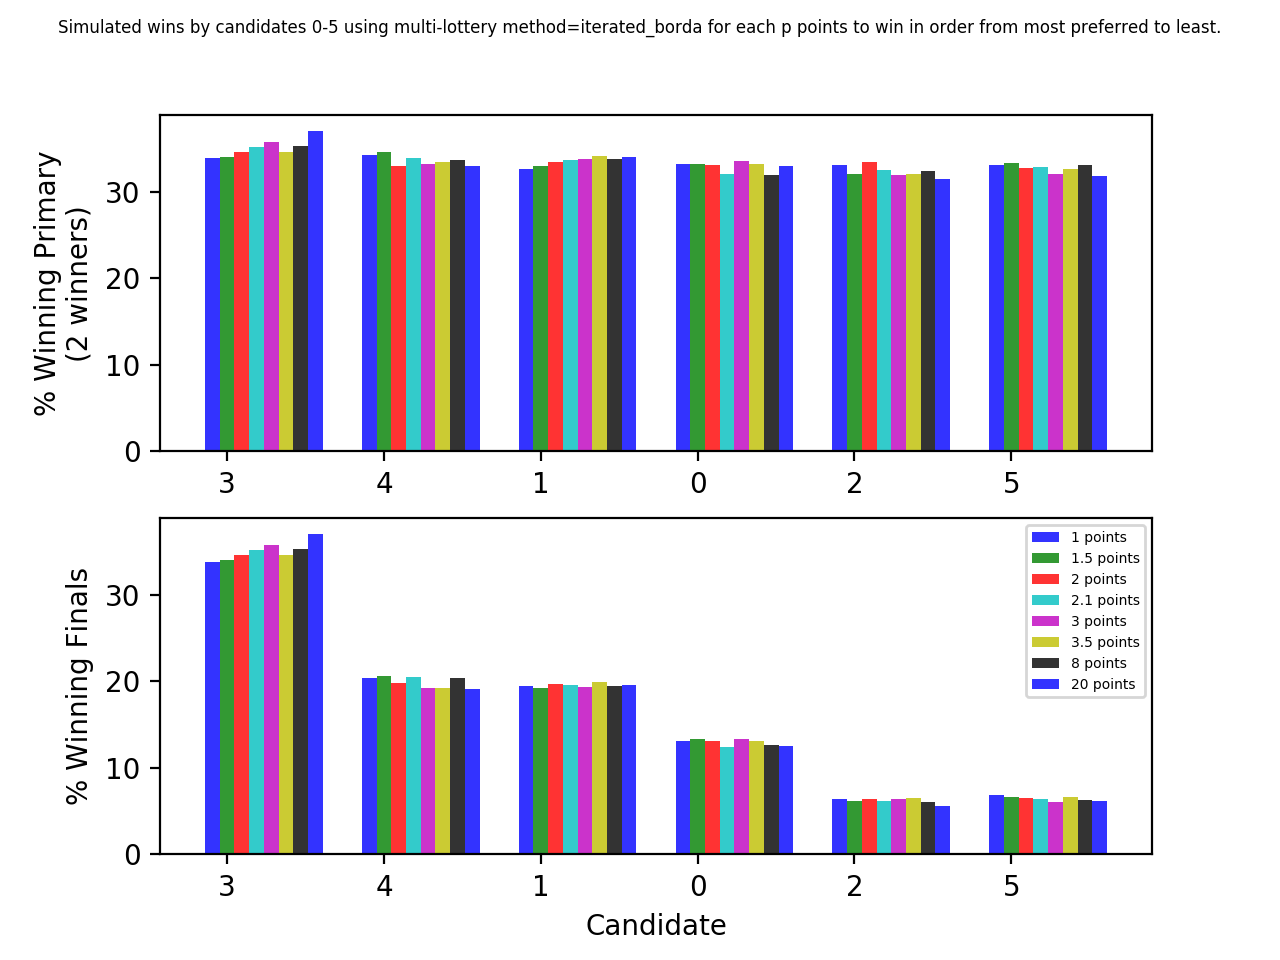 Simulated wins by candidates 0-5 using multi-lottery method=iterated_borda for each p points to win in order from most preferred to least.
% Winning Primary
(2 winners)
30
20
10
0
3 4 1 0 2 5
% Winning Finals
30
20
10
0
1 points
1.5 points
2 points
2.1 points
3 points
3.5 points
8 points
20 points
3 4 1 0 2 5
Candidate